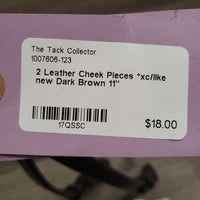 The Tack Collector
1007606-123
2 Leather Cheek Pieces *xc/like
new Dark Brown 11"
17QSSC
$18.00